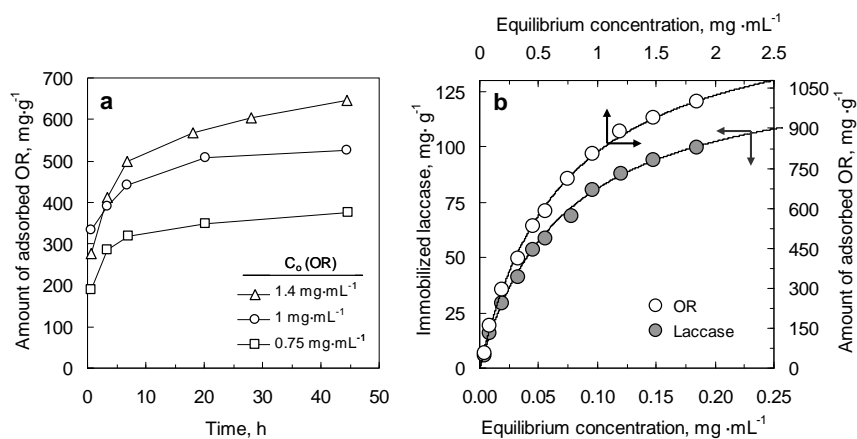 a
Amount of adsorbed OR, mg·g-1
700
600
500
400
300
200
100
0
0
10
20
30
40
50
Time, h
Co (OR)
1.4 mg·mL-1
1 mg·mL-1
0.75 mg·mL-1
Equilibrium concentration, mg ·mL-1
0
0.5
1
1.5
2
2.5
b
Immobilized laccase, mg· g-1
125
100
75
50
25
0
1050
900
750
600
450
300
150
0
Amount of adsorbed OR, mg·g-1
OR
Laccase
0.00
0.05
0.10
0.15
0.20
0.25
Equilibrium concentration, mg ·mL-1